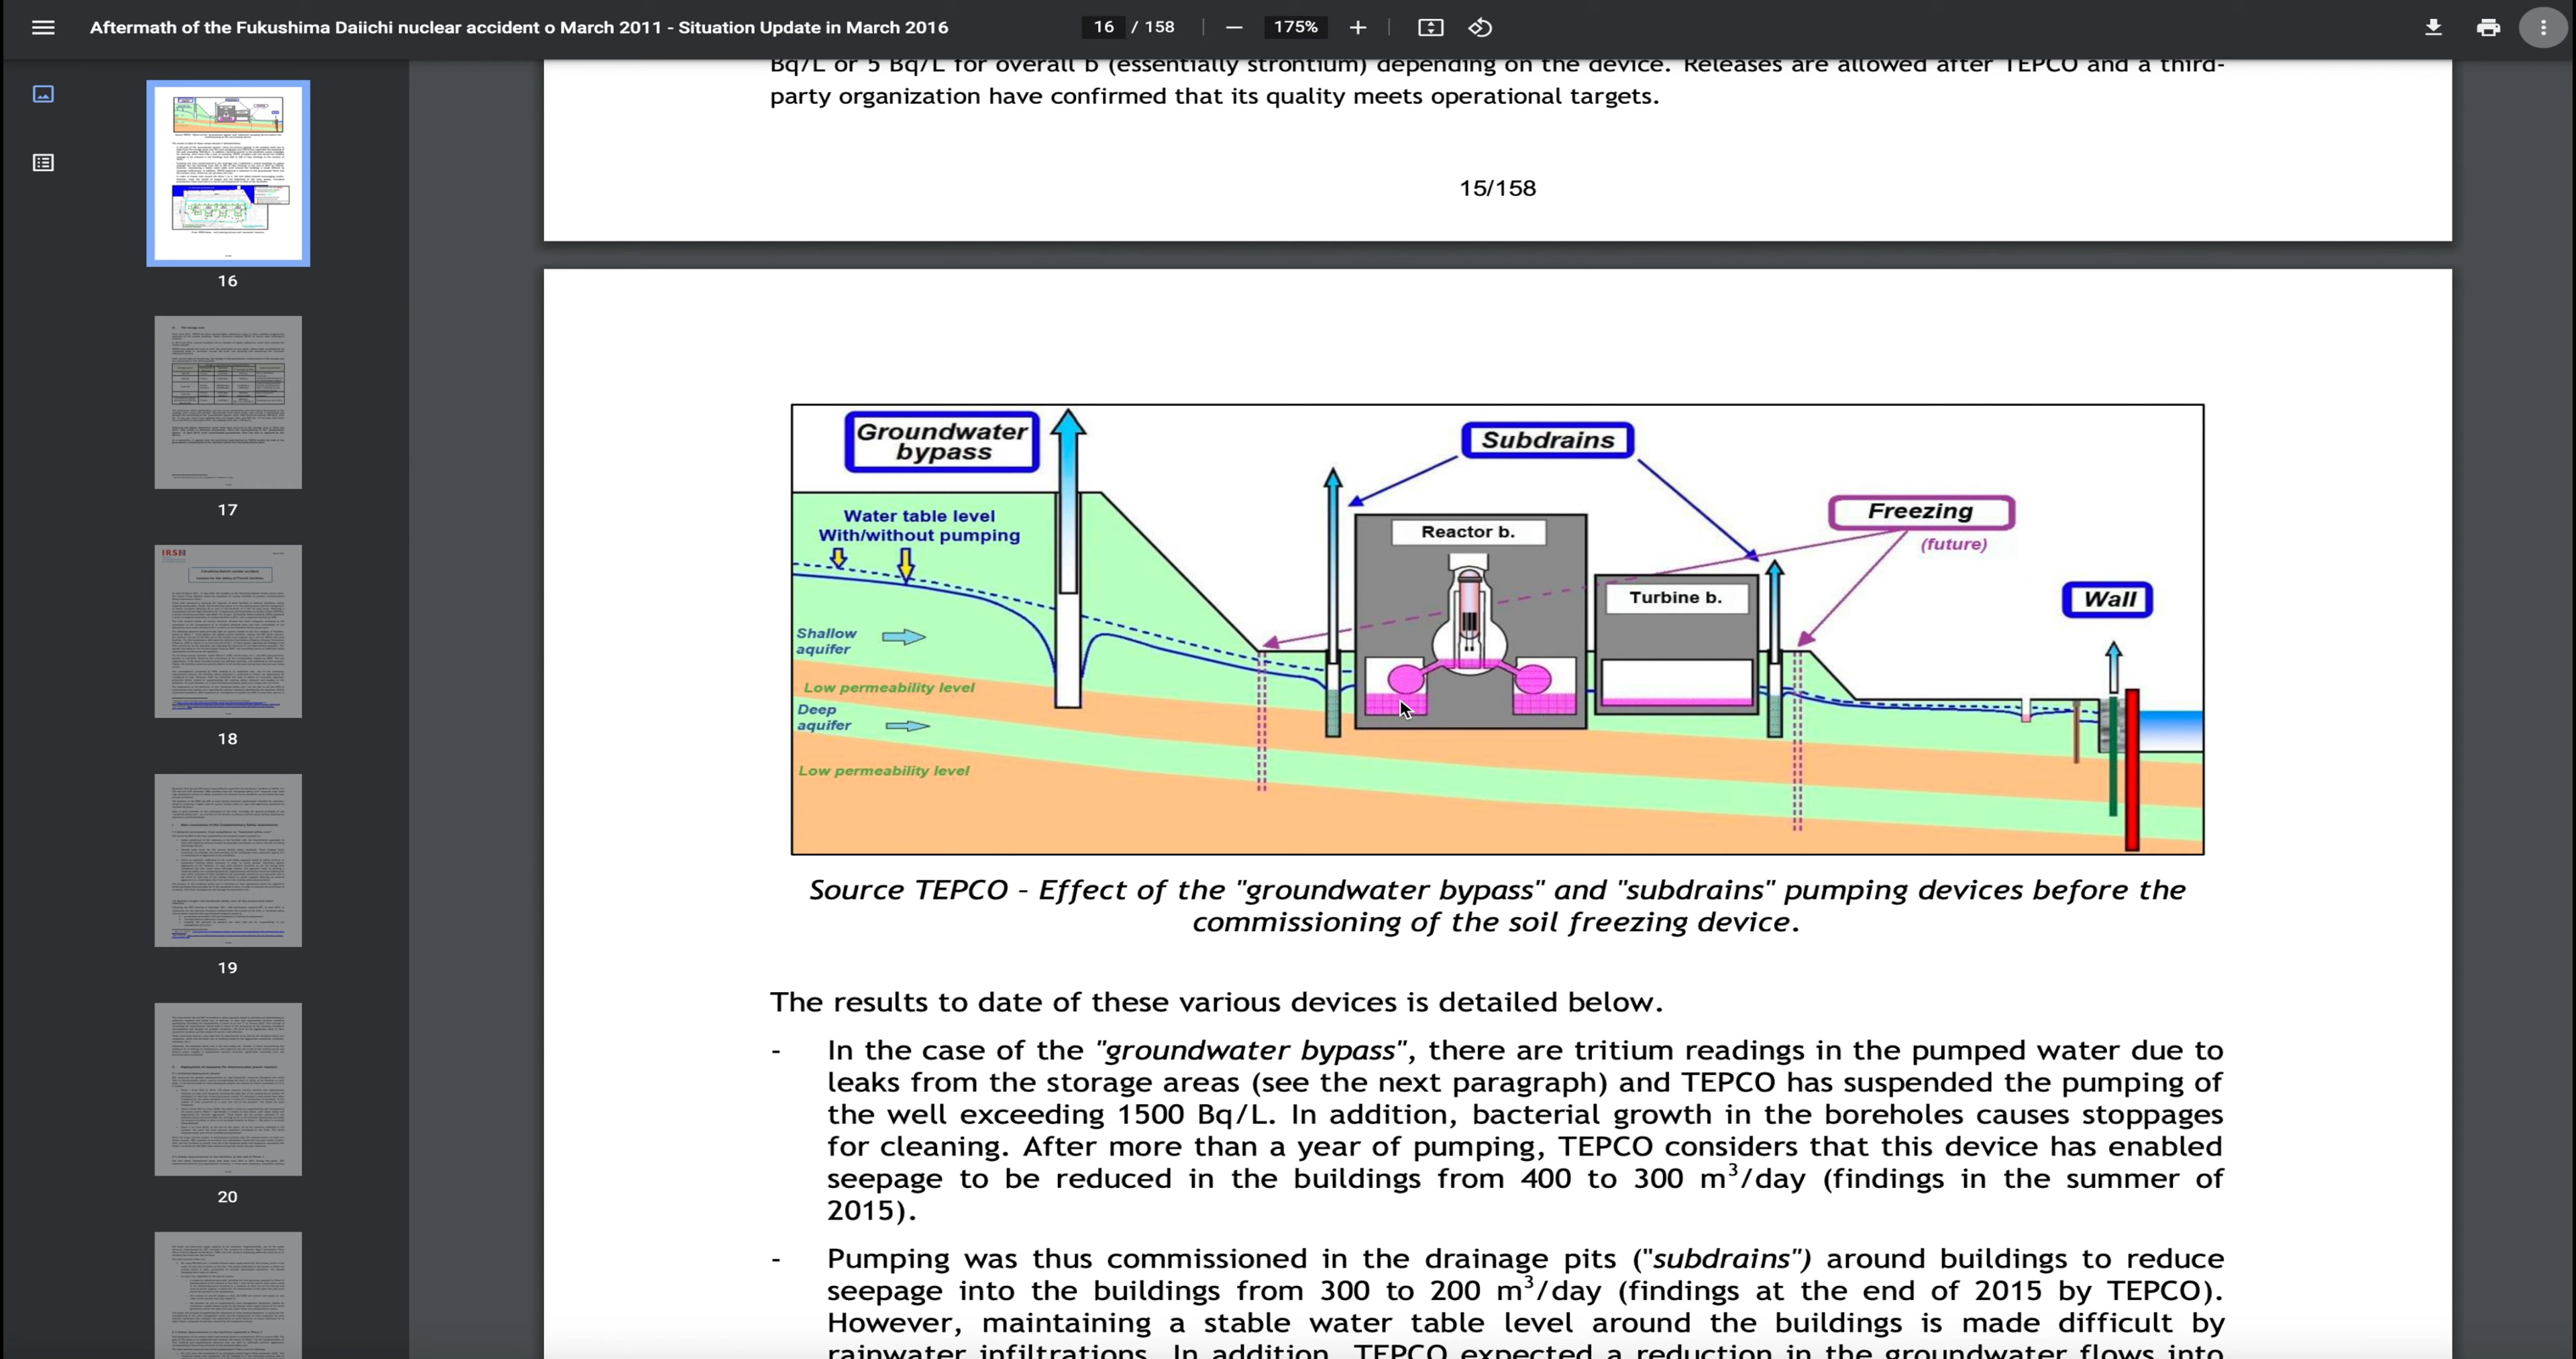 Aftermath of the Fukushima Daiichi nuclear accident o March 2011 - Situation Update in March 2016
16 / 158
175%
16
17
18
19
20
Bq/L or 5 Bq/L for overall b (essentially strontium) depending on the device. Releases are allowed after TEPCO and a third-
party organization have confirmed that its quality meets operational targets.
15/158
Groundwater
bypass
Subdrains
Water table level
With/without pumping
Reactor b.
Freezing
(future)
Turbine b.
Wall
Shallow
aquifer
Low permeability level
Deep
aquifer
Low permeability level
Source TEPCO - Effect of the "groundwater bypass" and "subdrains" pumping devices before the
commissioning of the soil freezing device.
The results to date of these various devices is detailed below.
- In the case of the "groundwater bypass", there are tritium readings in the pumped water due to
leaks from the storage areas (see the next paragraph) and TEPCO has suspended the pumping of
the well exceeding 1500 Bq/L. In addition, bacterial growth in the boreholes causes stoppages
for cleaning. After more than a year of pumping, TEPCO considers that this device has enabled
seepage to be reduced in the buildings from 400 to 300 m³/day (findings in the summer of
2015).
- Pumping was thus commissioned in the drainage pits ("subdrains") around buildings to reduce
seepage into the buildings from 300 to 200 m³/day (findings at the end of 2015 by TEPCO).
However, maintaining a stable water table level around the buildings is made difficult by
rainwater infiltrations. In addition, TEPCO expected a reduction in the groundwater flows into